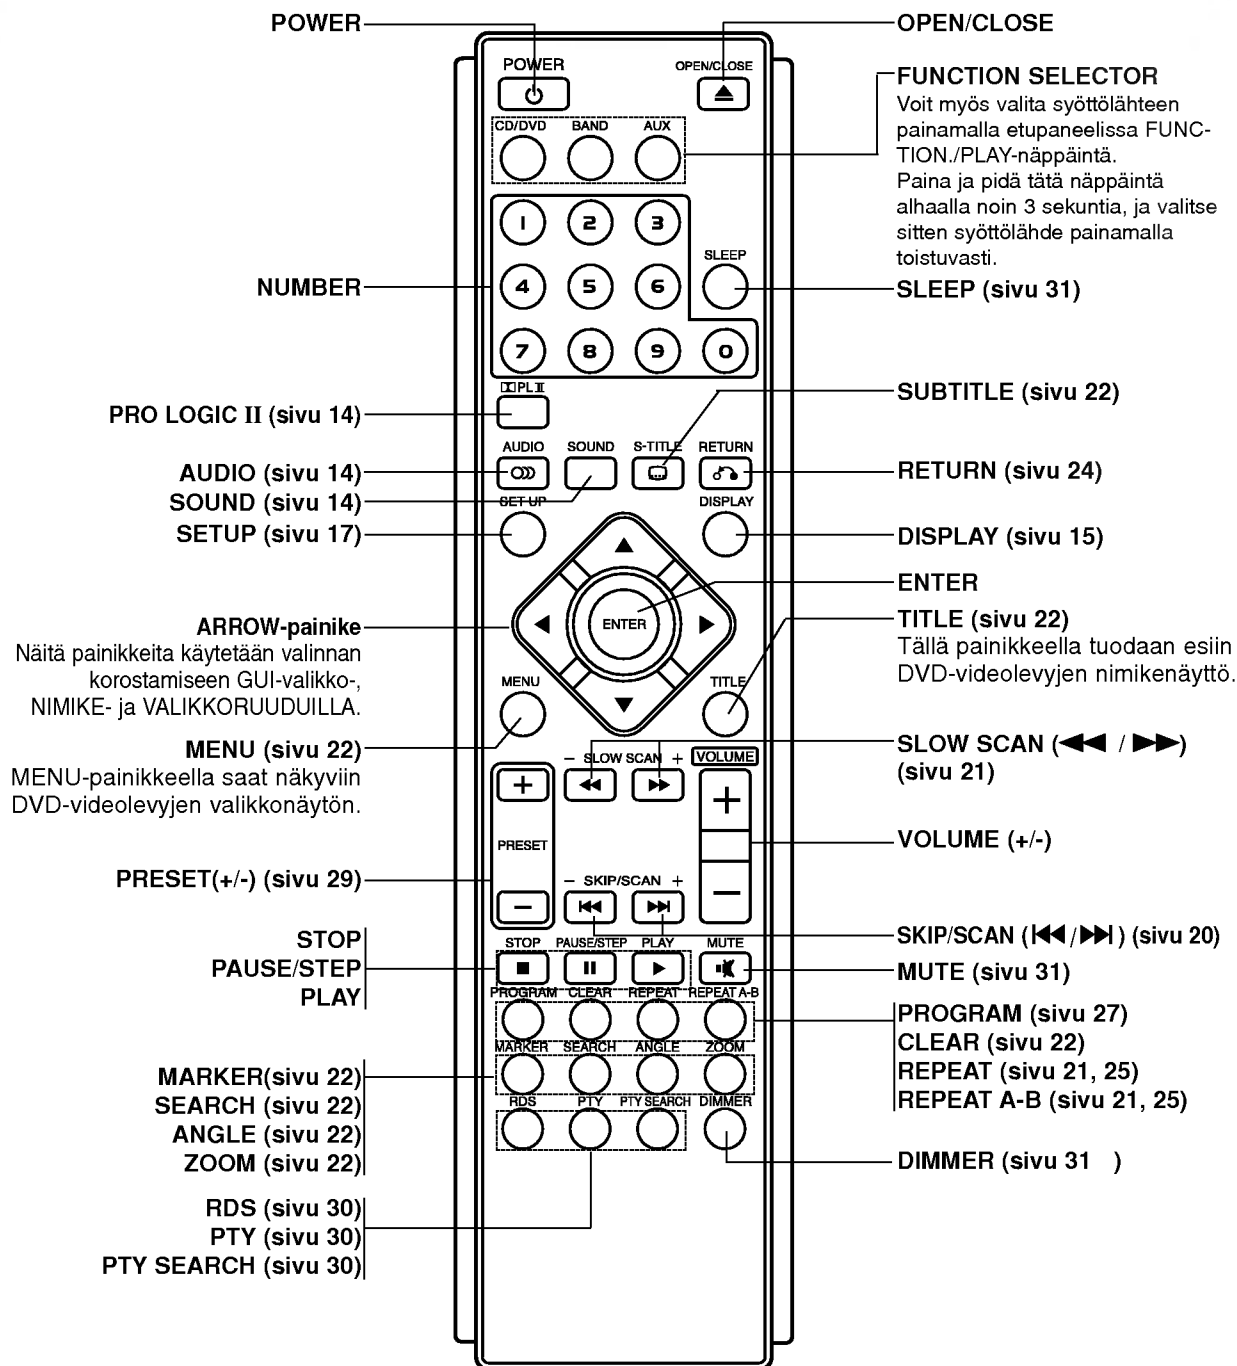 POWER
OPEN/CLOSE
FUNCTION SELECTOR
Voit myös valita syöttölähteen
painamalla etupaneelissa FUNC-
TION./PLAY-näppäintä.
Paina ja pidä tätä näppäintä
alhaalla noin 3 sekuntia, ja valitse
sitten syöttölähde painamalla
toistuvasti.
NUMBER
SLEEP (sivu 31)
SUBTITLE (sivu 22)
PRO LOGIC II (sivu 14)
AUDIO (sivu 14)
SOUND (sivu 14)
SETUP (sivu 17)
RETURN (sivu 24)
DISPLAY (sivu 15)
ENTER
TITLE (sivu 22)
Tällä painikkeella tuodaan esiin
DVD-videolevyjen nimikenäyttö.
ARROW-painike
Näitä painikkeita käytetään valinnan
korostamiseen GUI-valikko-,
NIMIKE- ja VALIKKORUUDUILLA.
MENU (sivu 22)
MENU-painikkeella saat näkyviin
DVD-videolevyjen valikkonäytön.
SLOW SCAN (◀◀ / ▶▶)
(sivu 21)
VOLUME (+/-)
PRESET(+/-) (sivu 29)
SKIP/SCAN (|◀◀/▶▶|) (sivu 20)
MUTE (sivu 31)
STOP
PAUSE/STEP
PLAY
PROGRAM (sivu 27)
CLEAR (sivu 22)
REPEAT (sivu 21, 25)
REPEAT A-B (sivu 21, 25)
MARKER(sivu 22)
SEARCH (sivu 22)
ANGLE (sivu 22)
ZOOM (sivu 22)
DIMMER (sivu 31 )
RDS (sivu 30)
PTY (sivu 30)
PTY SEARCH (sivu 30)
POWER OPEN/CLOSE
CD/DVD BAND AUX
1 2 3
SLEEP
4 5 6
7 8 9 0
PL II
AUDIO SOUND S-TITLE RETURN
SET UP DISPLAY
ENTER
MENU TITLE
- SLOW SCAN + VOLUME
+ +
PRESET
- SKIP/SCAN +
- -
STOP PAUSE/STEP PLAY MUTE
PROGRAM CLEAR REPEAT REPEAT A-B
MARKER SEARCH ANGLE ZOOM
RDS PTY PTY SEARCH DIMMER